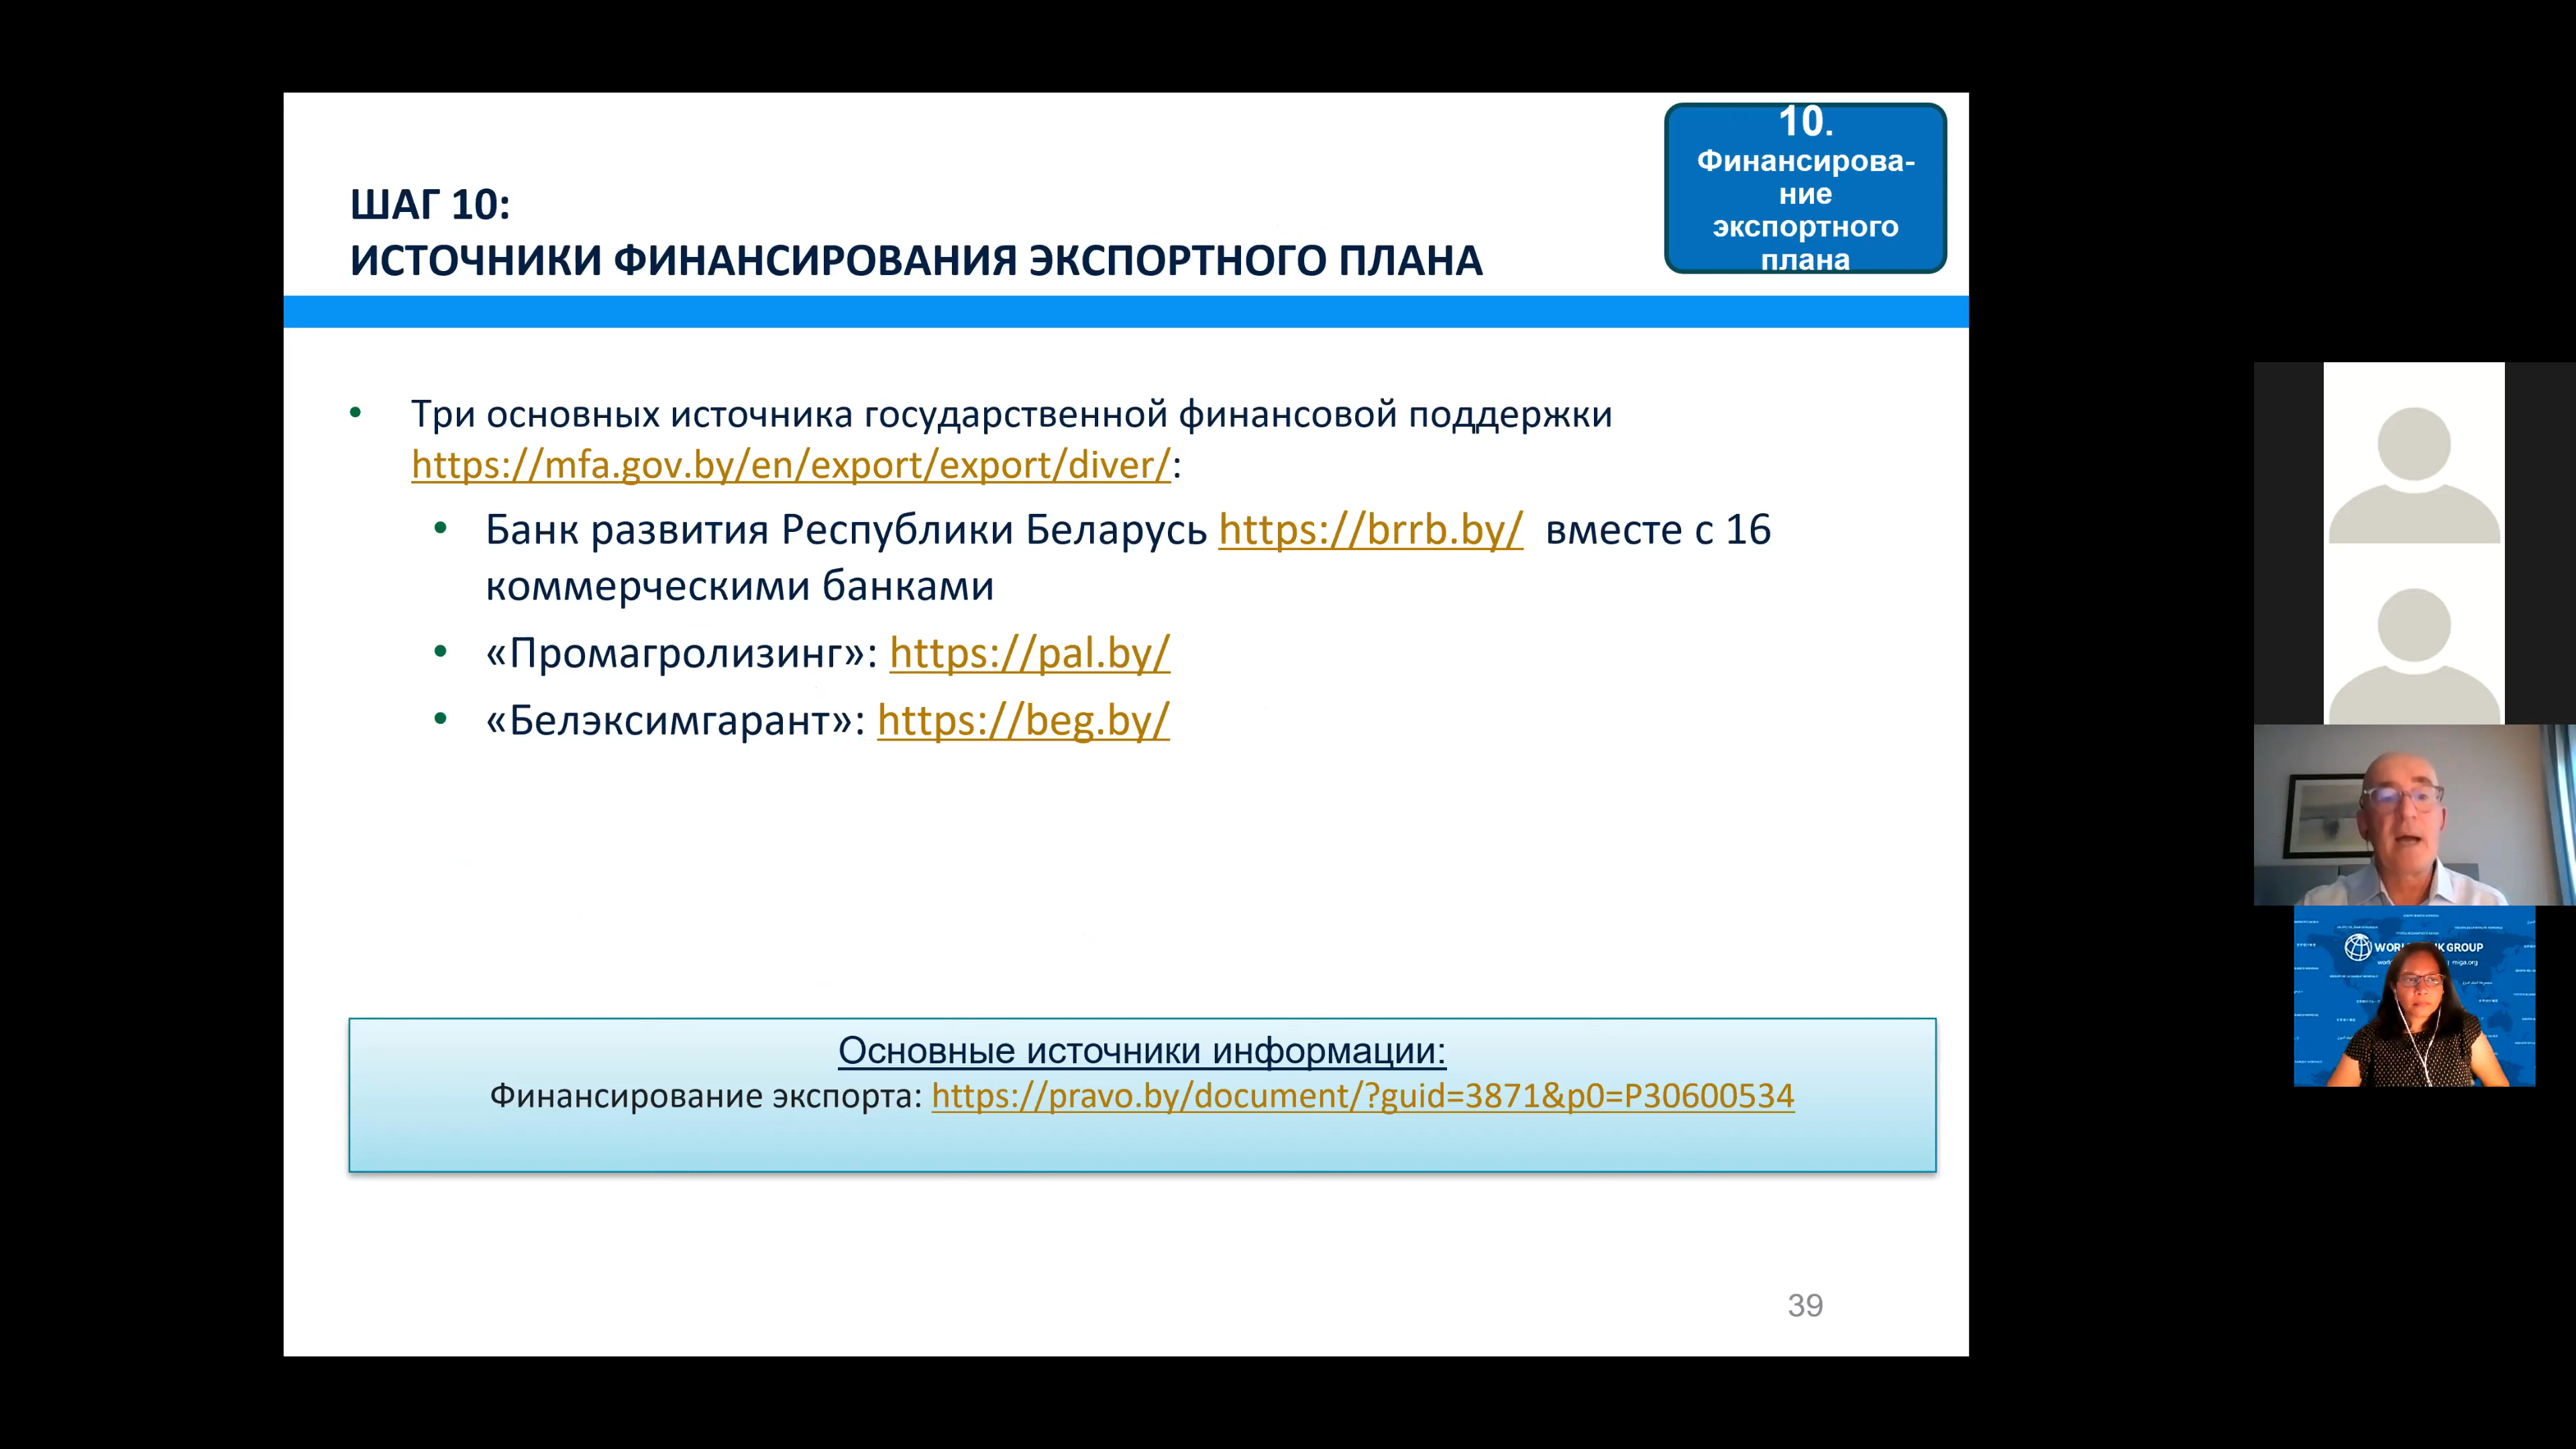 10.
Финансирова-
ние
экспортного
плана
ШАГ 10:
ИСТОЧНИКИ ФИНАНСИРОВАНИЯ ЭКСПОРТНОГО ПЛАНА
• Три основных источника государственной финансовой поддержки
https://mfa.gov.by/en/export/export/diver/:
• Банк развития Республики Беларусь https://brrb.by/ вместе с 16
коммерческими банками
• «Промагролизинг»: https://pal.by/
• «Белэксимгарант»: https://beg.by/
Основные источники информации:
Финансирование экспорта: https://pravo.by/document/?guid=3871&p0=P30600534
39
GROUP
miga.org